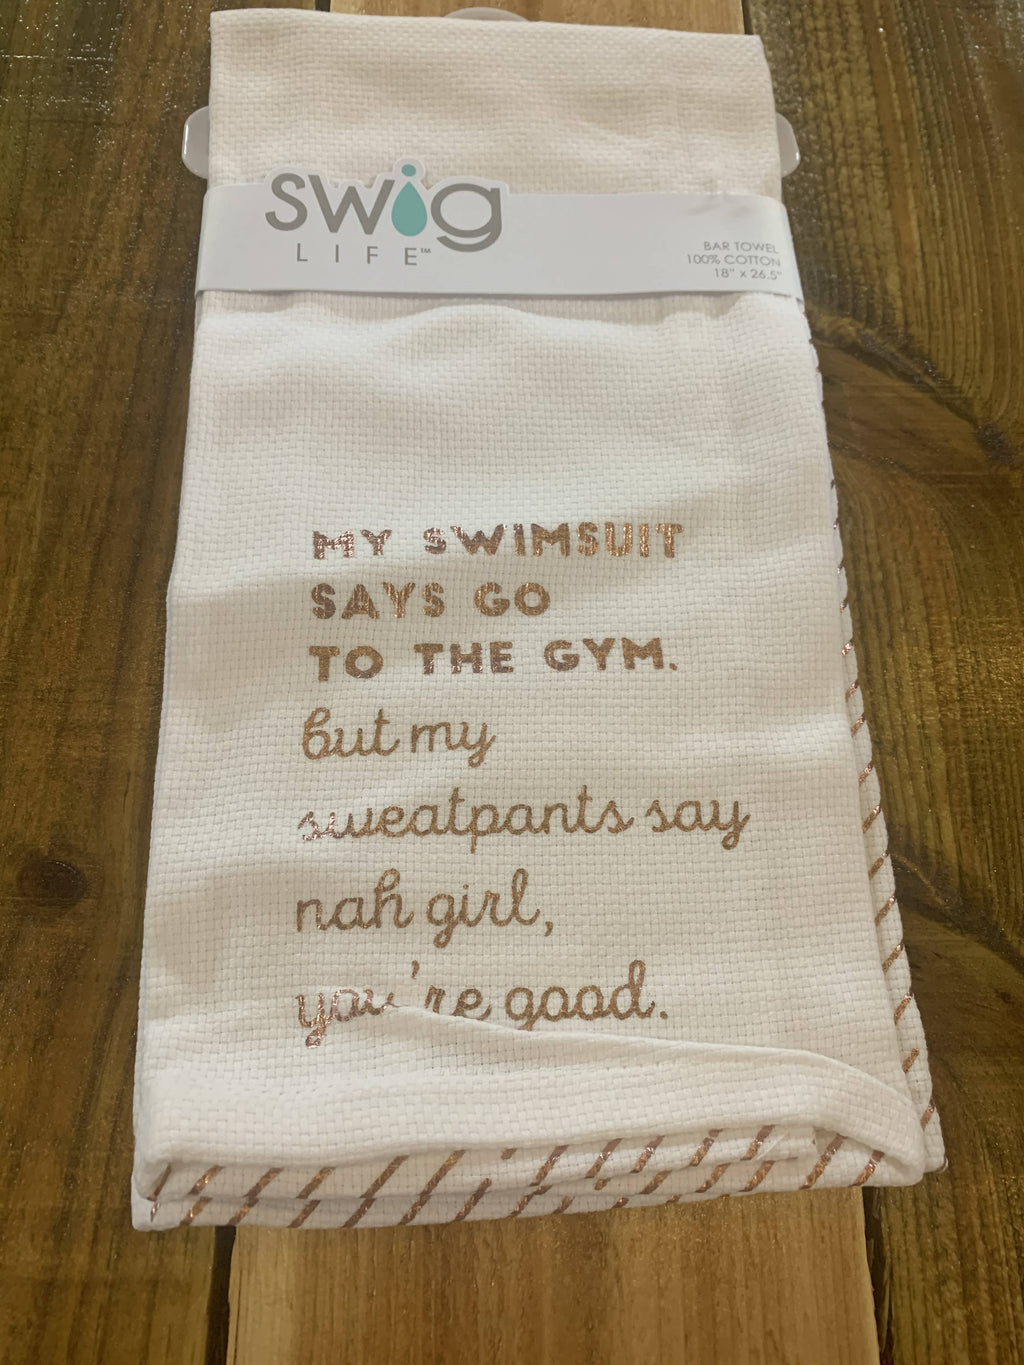 swig
LIFE™
BAR TOWEL
100% COTTON
18" x 26.5"
MY SWIMSUIT
SAYS GO
TO THE GYM.
but my
sweatpants say
nah girl,
you're good.